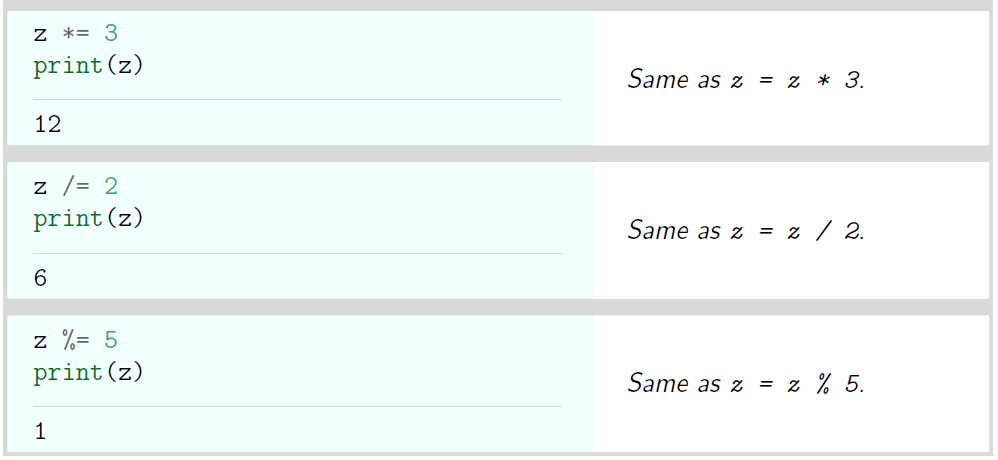 z *= 3
print(z)
Same as z = z * 3.
12
z /= 2
print(z)
Same as z = z / 2.
6
z %= 5
print(z)
Same as z = z % 5.
1